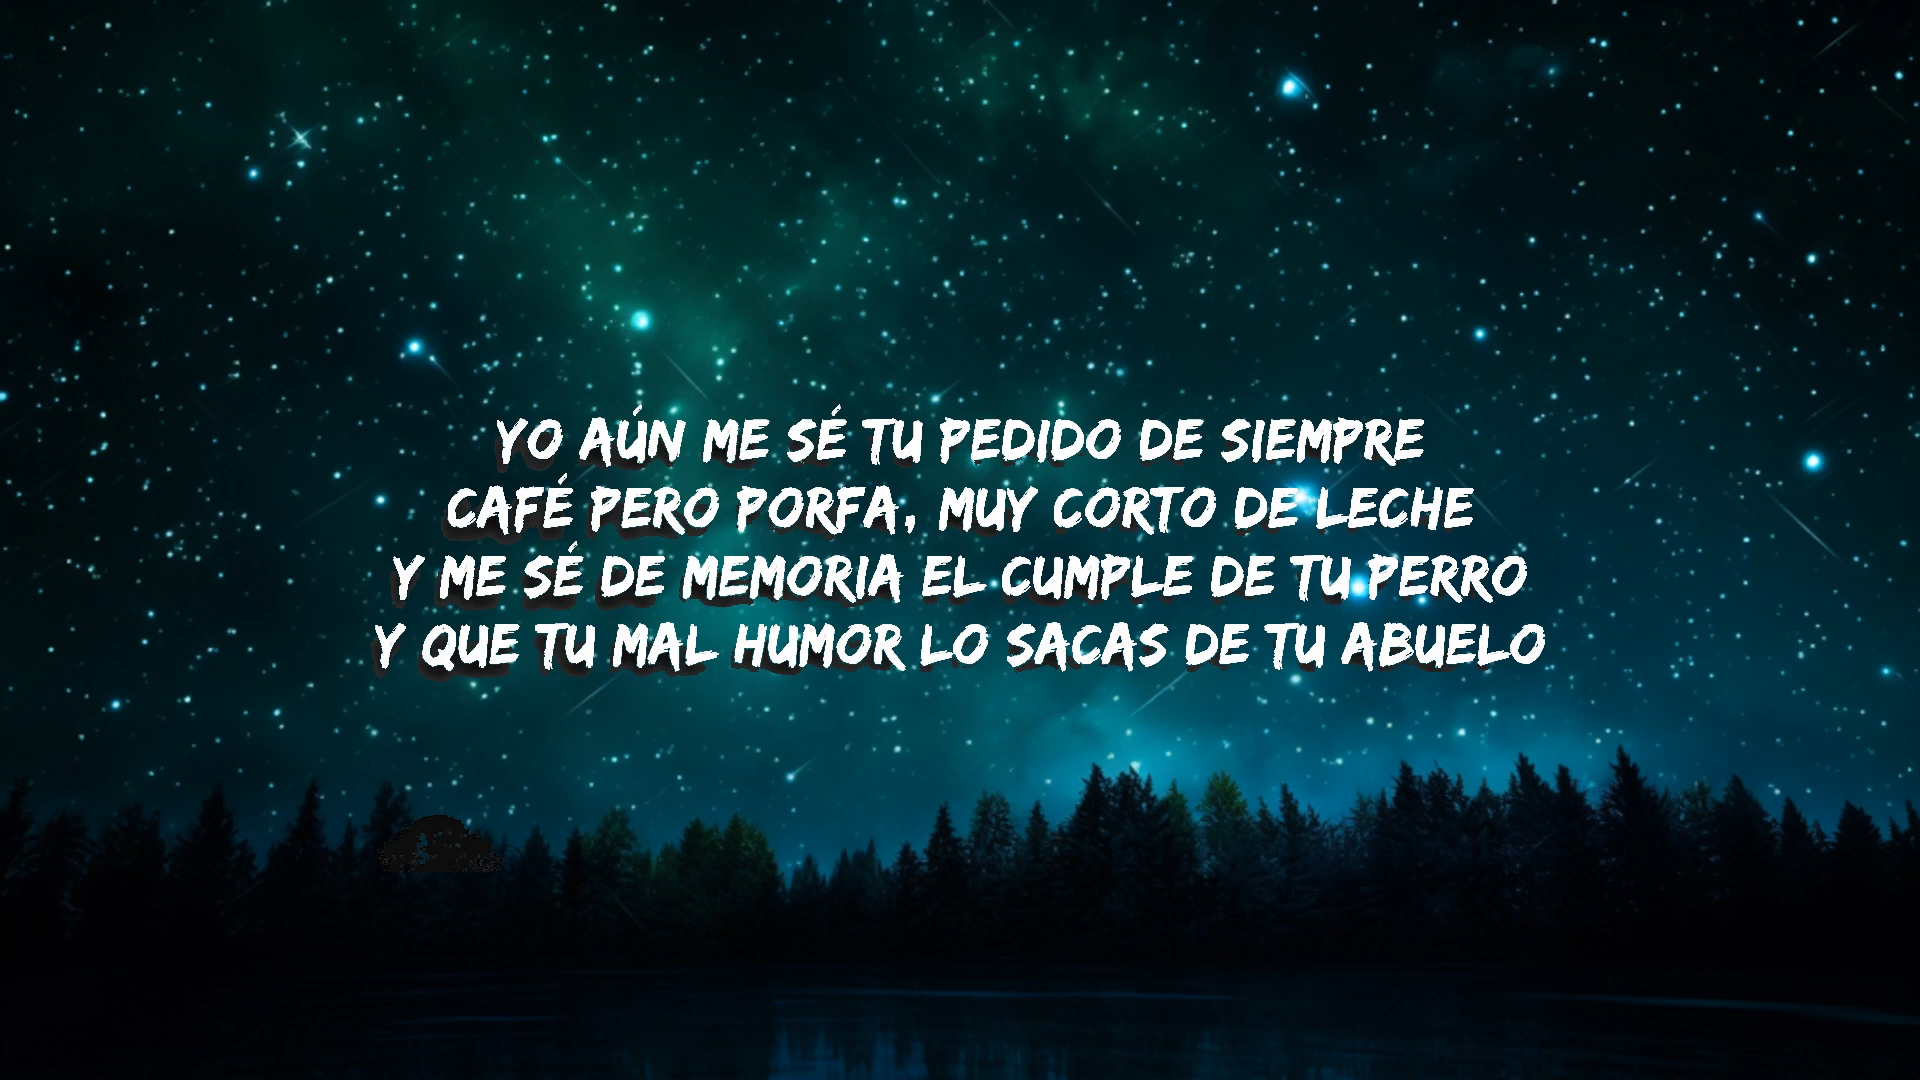 YO AÚN ME SÉ TU PEDIDO DE SIEMPRE
CAFÉ PERO PORFA, MUY CORTO DE LECHE
Y ME SÉ DE MEMORIA EL CUMPLE DE TU PERRO
Y QUE TU MAL HUMOR LO SACAS DE TU ABUELO